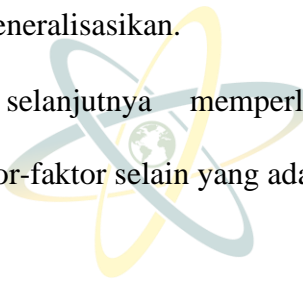 eneralisasikan.
selanjutnya memperl
or-faktor selain yang ada